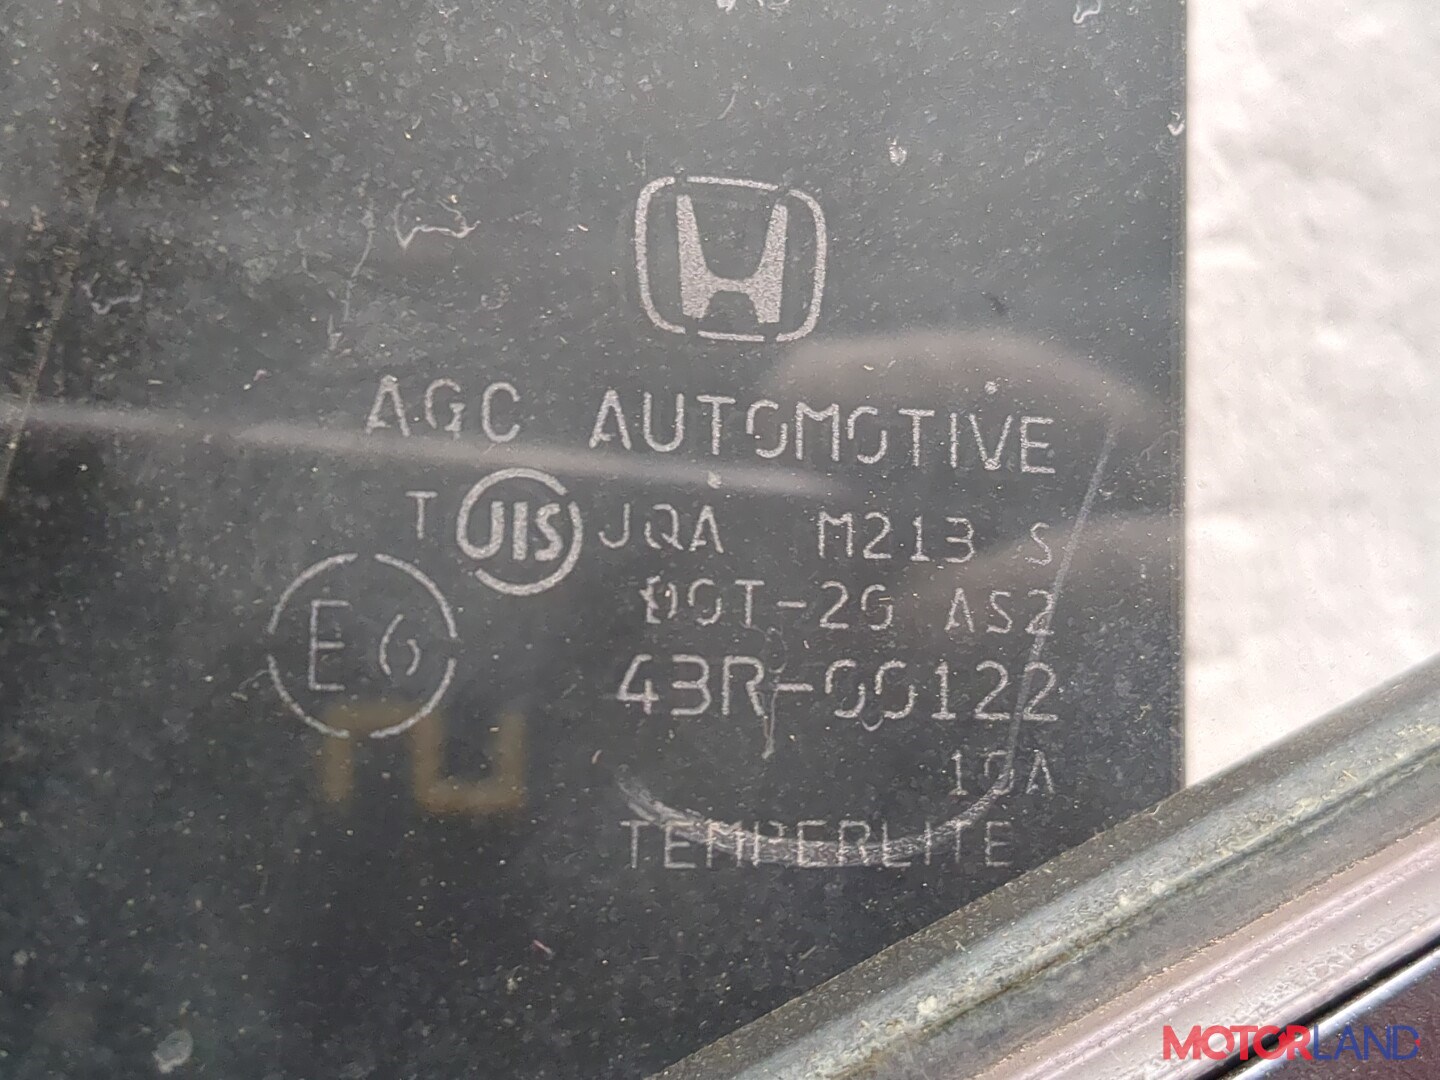 AGC AUTOMOTIVE
T JIS JQA M213 S
DOT-20 AS2
E6
43R-00122
10A
TEMPERLITE
MOTORLAND